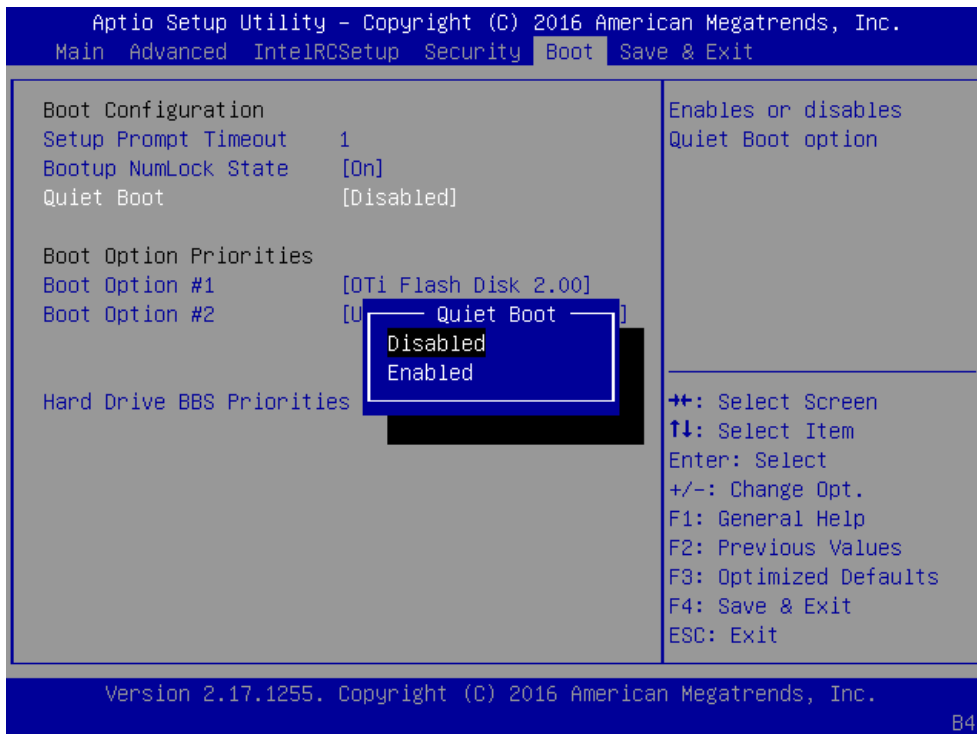 Aptio Setup Utility – Copyright (C) 2016 American Megatrends, Inc.
Main Advanced IntelRCSetup Security Boot Save & Exit
Boot Configuration
Setup Prompt Timeout 1
Bootup NumLock State [On]
Quiet Boot [Disabled]
Boot Option Priorities
Boot Option #1 [OTi Flash Disk 2.00]
Boot Option #2 [U ]
Hard Drive BBS Priorities
Quiet Boot
Disabled
Enabled
Enables or disables
Quiet Boot option
→←: Select Screen
↑↓: Select Item
Enter: Select
+/-: Change Opt.
F1: General Help
F2: Previous Values
F3: Optimized Defaults
F4: Save & Exit
ESC: Exit
Version 2.17.1255. Copyright (C) 2016 American Megatrends, Inc.
B4